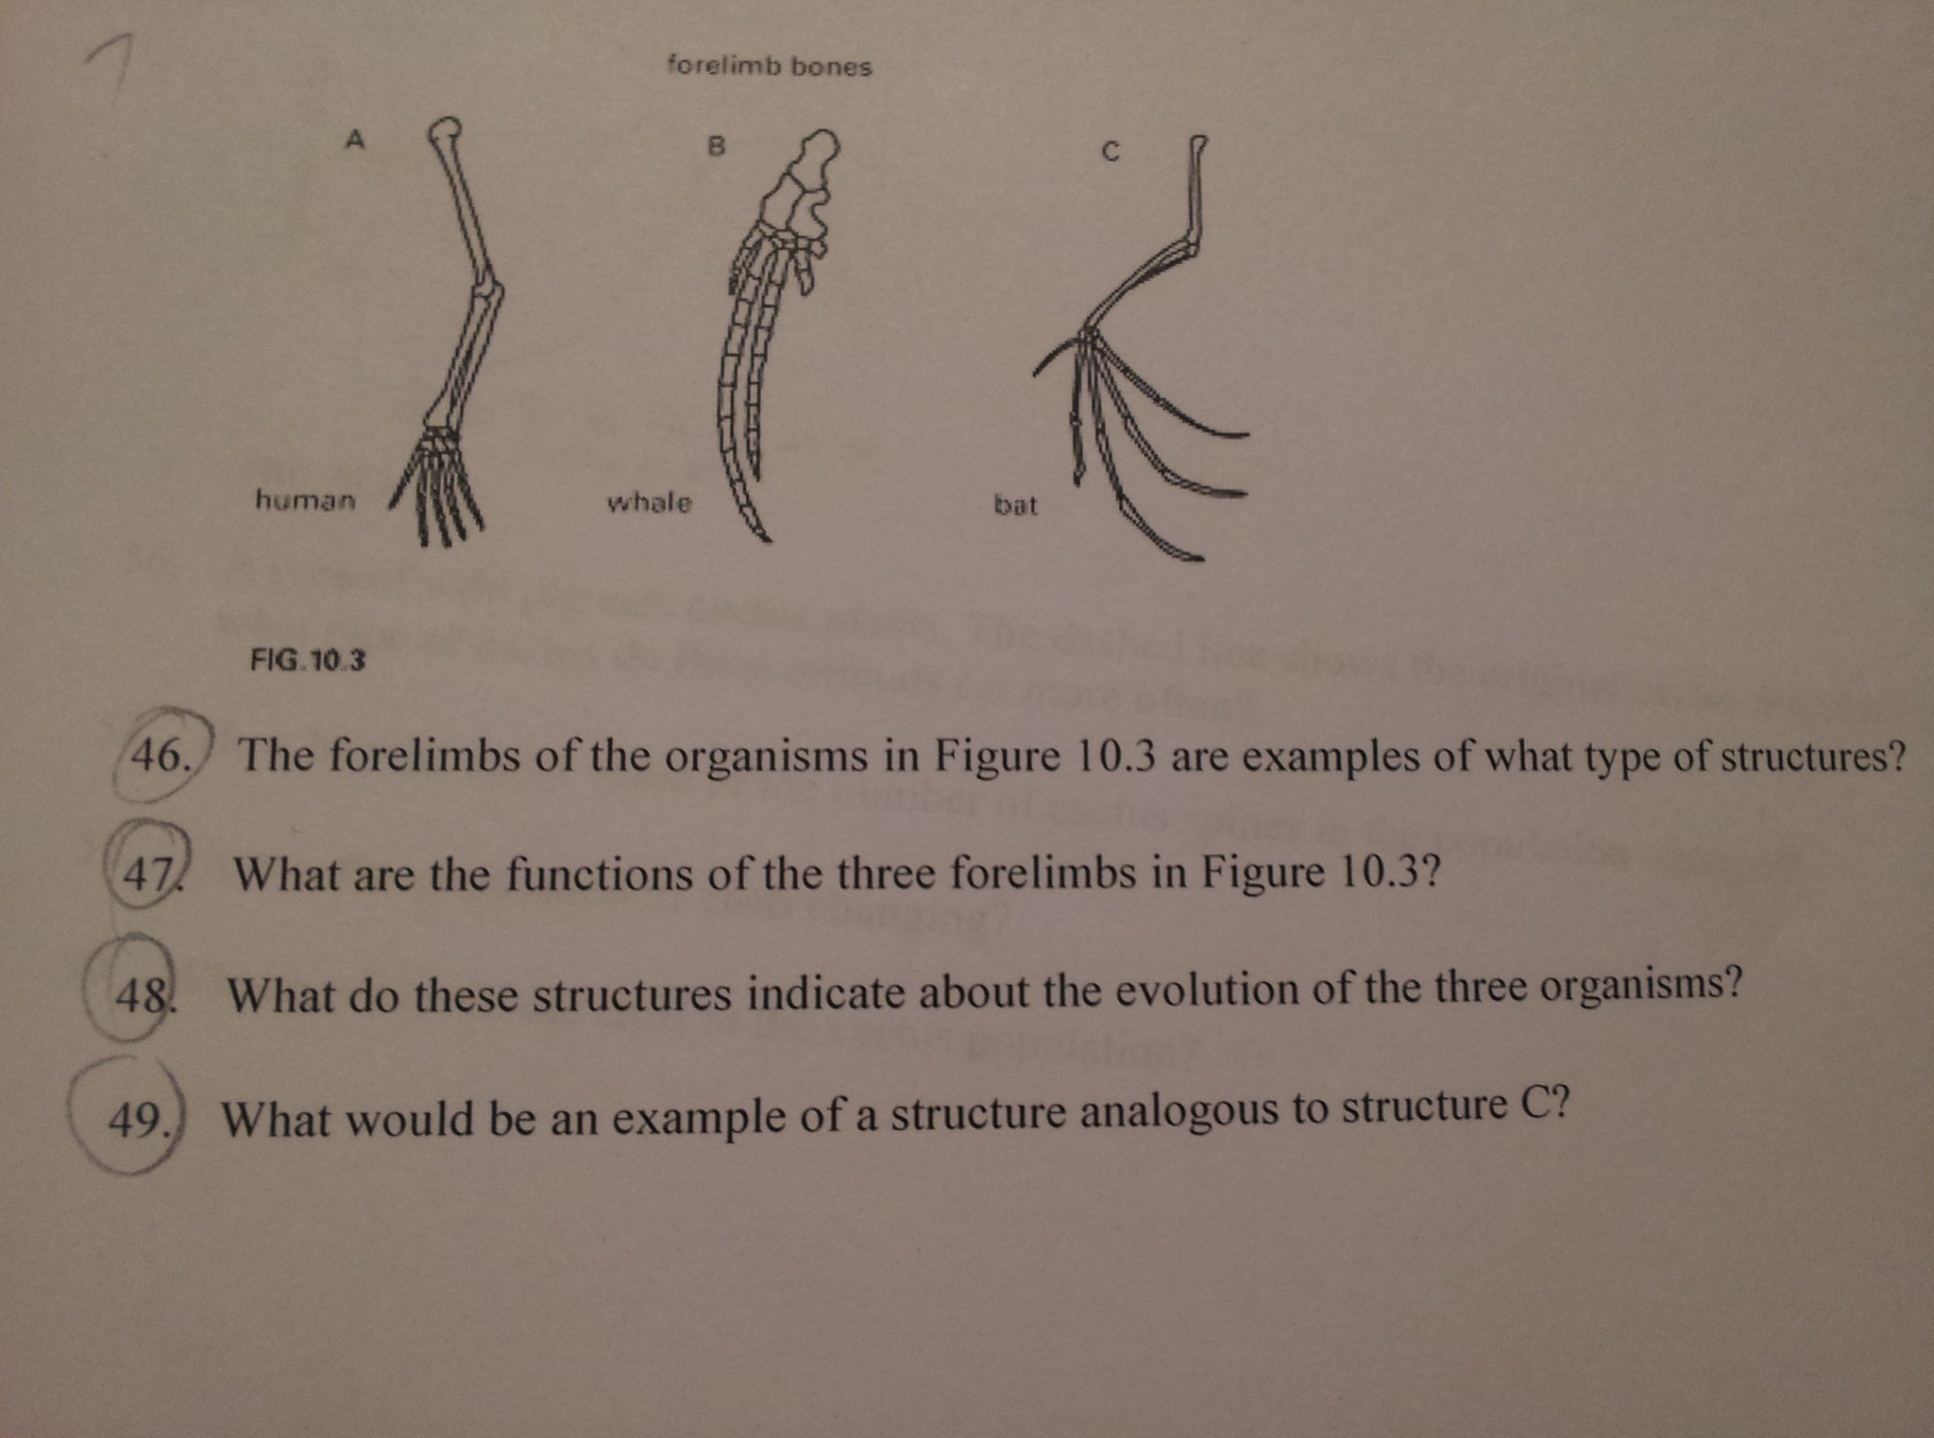 forelimb bones
A
B
C
human
whale
bat
FIG. 10.3
46. The forelimbs of the organisms in Figure 10.3 are examples of what type of structures?
47. What are the functions of the three forelimbs in Figure 10.3?
48. What do these structures indicate about the evolution of the three organisms?
49. What would be an example of a structure analogous to structure C?